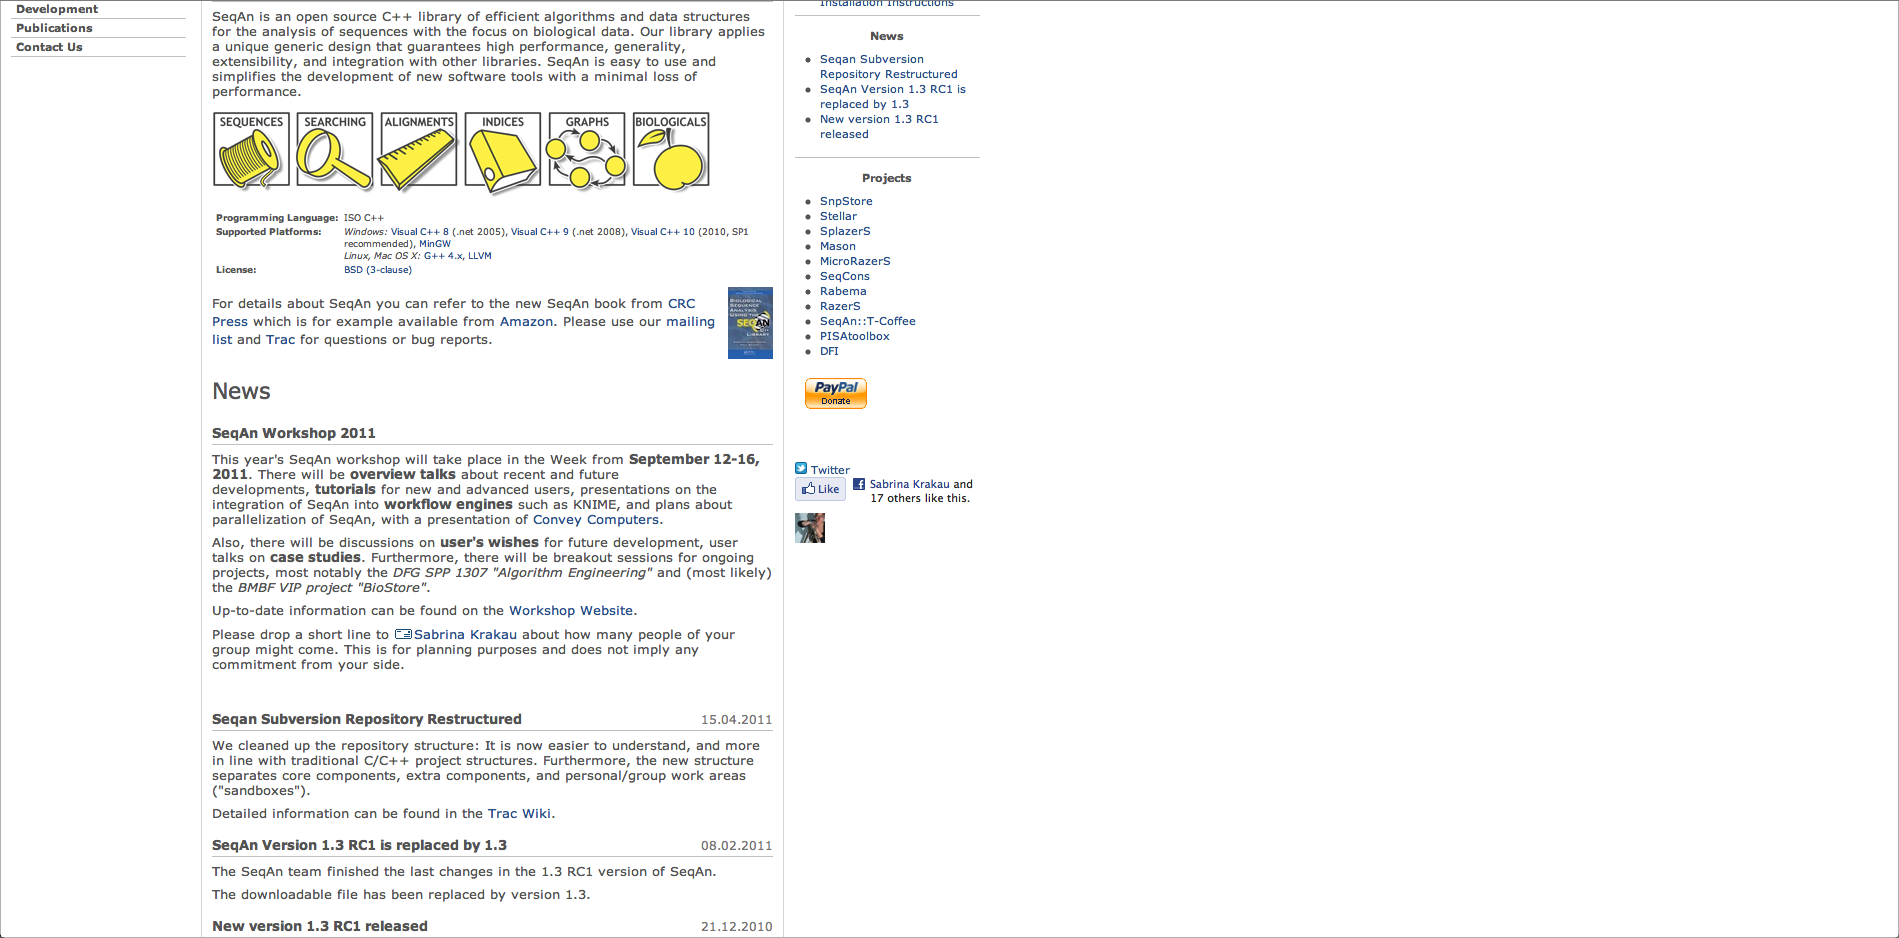 Development
Publications
Contact Us
SeqAn is an open source C++ library of efficient algorithms and data structures
for the analysis of sequences with the focus on biological data. Our library applies
a unique generic design that guarantees high performance, generality,
extensibility, and integration with other libraries. SeqAn is easy to use and
simplifies the development of new software tools with a minimal loss of
performance.
SEQUENCES SEARCHING ALIGNMENTS INDICES GRAPHS BIOLOGICALS
Programming Language: ISO C++
Supported Platforms: Windows: Visual C++ 8 (.net 2005), Visual C++ 9 (.net 2008), Visual C++ 10 (2010, SP1
recommended), MinGW
Linux, Mac OS X: G++ 4.x, LLVM
License: BSD (3-clause)
For details about SeqAn you can refer to the new SeqAn book from CRC
Press which is for example available from Amazon. Please use our mailing
list and Trac for questions or bug reports.
BIOLOGICAL
SEQUENCE
ANALYSIS
USING THE
SEQAN
LIBRARY
News
SeqAn Workshop 2011
This year's SeqAn workshop will take place in the Week from September 12-16,
2011. There will be overview talks about recent and future
developments, tutorials for new and advanced users, presentations on the
integration of SeqAn into workflow engines such as KNIME, and plans about
parallelization of SeqAn, with a presentation of Convey Computers.
Also, there will be discussions on user's wishes for future development, user
talks on case studies. Furthermore, there will be breakout sessions for ongoing
projects, most notably the DFG SPP 1307 "Algorithm Engineering" and (most likely)
the BMBF VIP project "BioStore".
Up-to-date information can be found on the Workshop Website.
Please drop a short line to Sabrina Krakau about how many people of your
group might come. This is for planning purposes and does not imply any
commitment from your side.
Seqan Subversion Repository Restructured 15.04.2011
We cleaned up the repository structure: It is now easier to understand, and more
in line with traditional C/C++ project structures. Furthermore, the new structure
separates core components, extra components, and personal/group work areas
("sandboxes").
Detailed information can be found in the Trac Wiki.
SeqAn Version 1.3 RC1 is replaced by 1.3 08.02.2011
The SeqAn team finished the last changes in the 1.3 RC1 version of SeqAn.
The downloadable file has been replaced by version 1.3.
New version 1.3 RC1 released 21.12.2010
Installation Instructions
News
Seqan Subversion
Repository Restructured
SeqAn Version 1.3 RC1 is
replaced by 1.3
New version 1.3 RC1
released
Projects
SnpStore
Stellar
SplazerS
Mason
MicroRazerS
SeqCons
Rabema
RazerS
SeqAn::T-Coffee
PISAtoolbox
DFI
PayPal
Donate
Twitter
Like
Sabrina Krakau and
17 others like this.